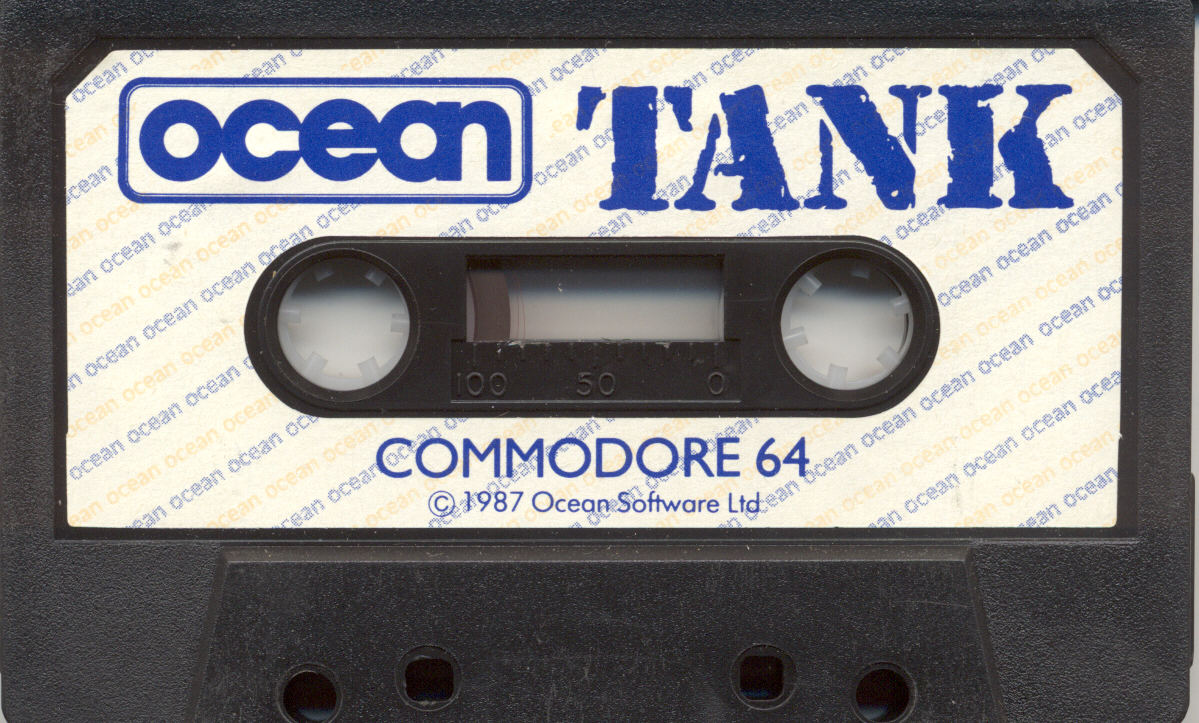 ocean TANK
100 50 0
COMMODORE 64
© 1987 Ocean Software Ltd.